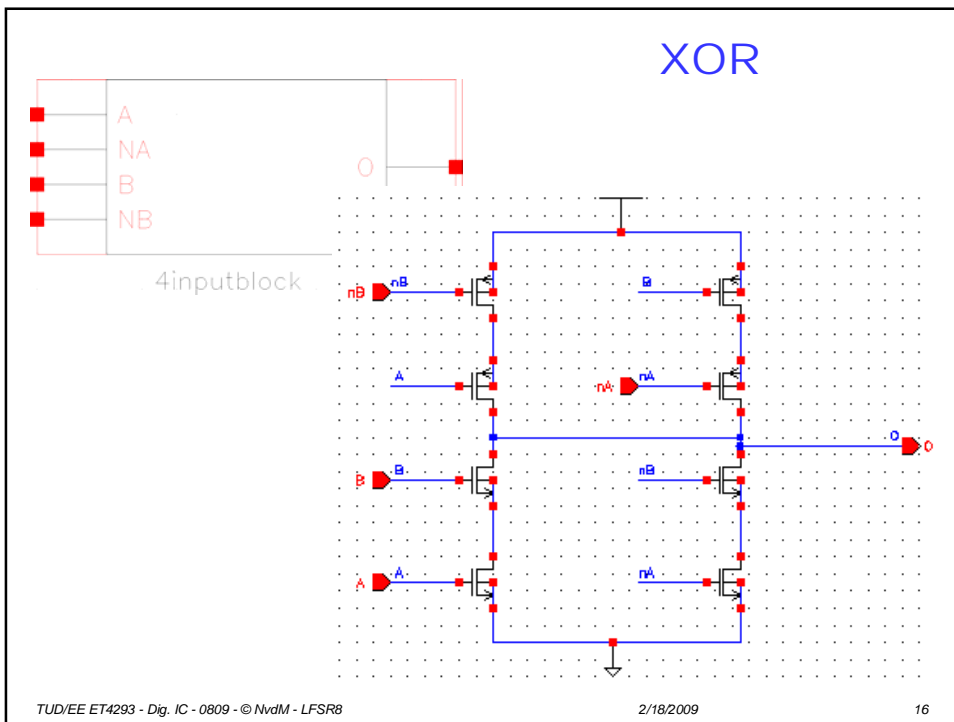 XOR
A
NA
B
NB
O
4inputblock
nB nB
B
A
nA nA
O O
B B
nB
A A
nA
TUD/EE ET4293 - Dig. IC - 0809 - © NvdM - LFSR8 2/18/2009 16